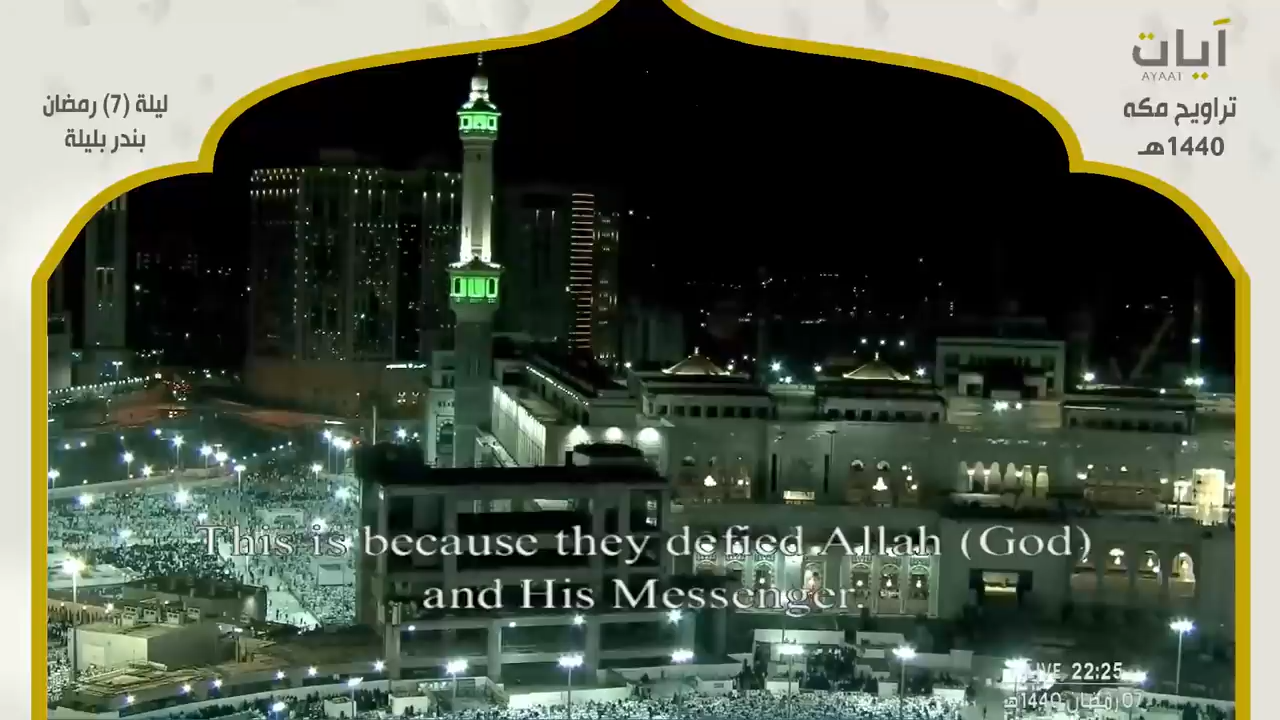 آيات
AYAAT
تراويح مكه
1440هـ
ليلة (7) رمضان
بندر بليلة
This is because they defied Allah (God)
and His Messenger.
LIVE 22:25
07 رمضان 1440هـ